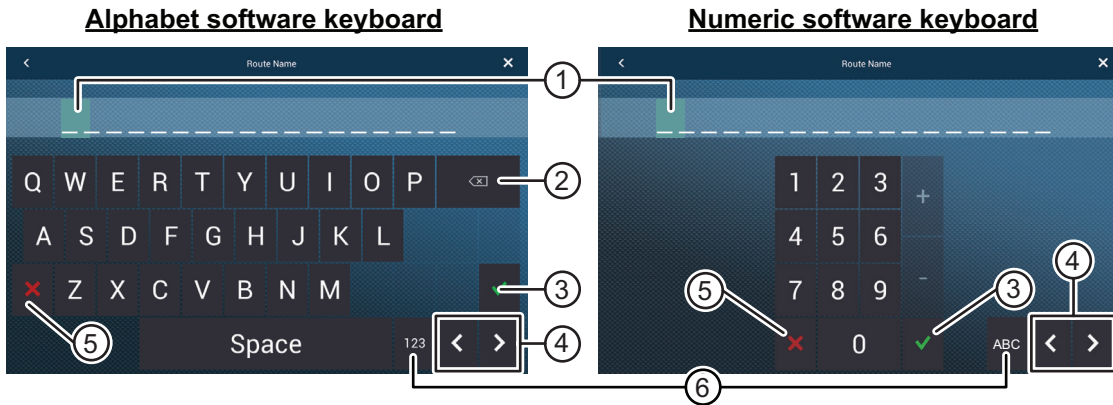 Alphabet software keyboard
Numeric software keyboard
Route Name
Route Name
1
Q W E R T Y U I O P
2
A S D F G H J K L
Z X C V B N M
3
5
Space
123
4
1 2 3 +
4 5 6
7 8 9 -
5
3
4
0
ABC
6